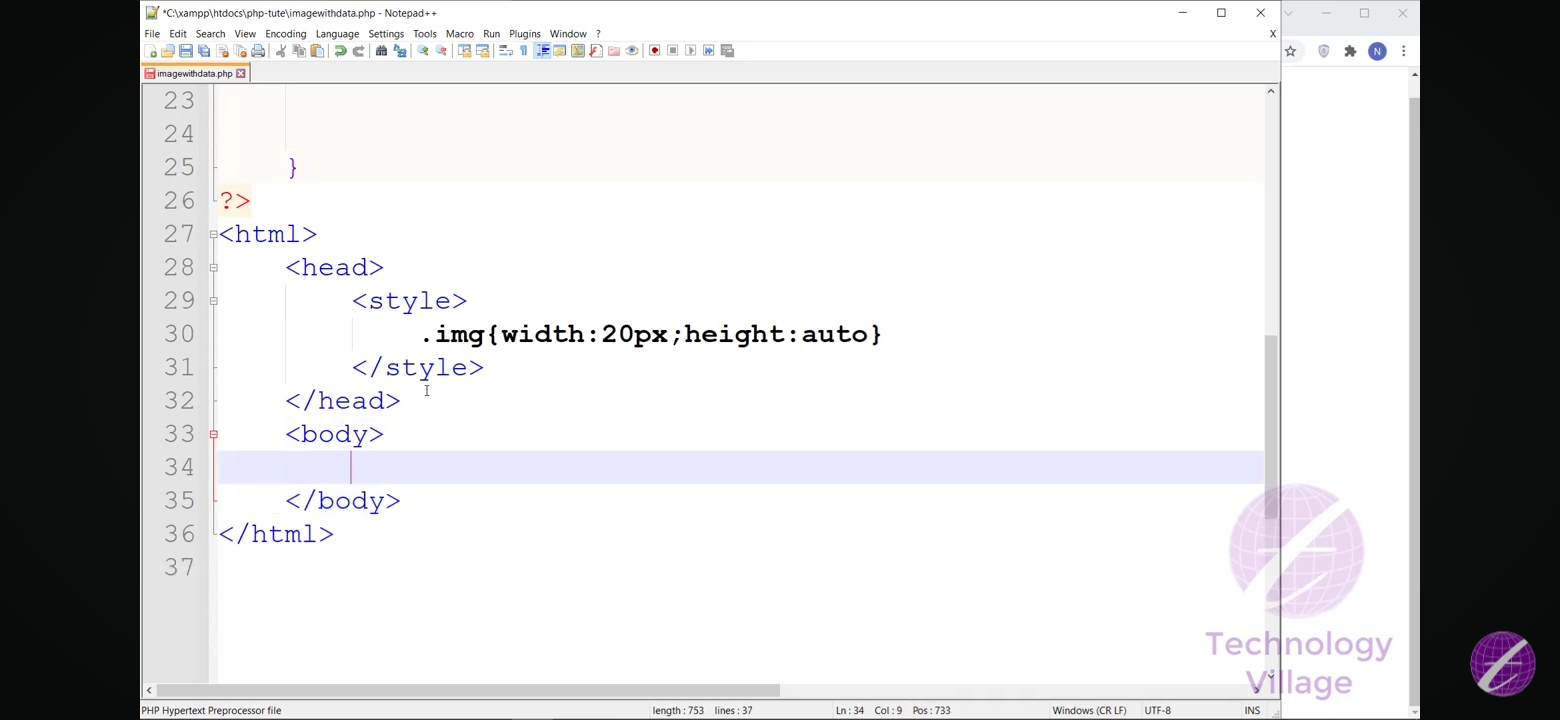 *C:\xampp\htdocs\php-tute\imagewithdata.php - Notepad++
File Edit Search View Encoding Language Settings Tools Macro Run Plugins Window ? X
imagewithdata.php
N
23
24
25 }
26 ?>
27 <html>
28 <head>
29 <style>
30 .img{width:20px;height:auto}
31 </style>
32 </head>
33 <body>
34
35 </body>
36 </html>
37
Technology
Village
PHP Hypertext Preprocessor file length : 753 lines : 37 Ln : 34 Col : 9 Pos : 733 Windows (CR LF) UTF-8 INS